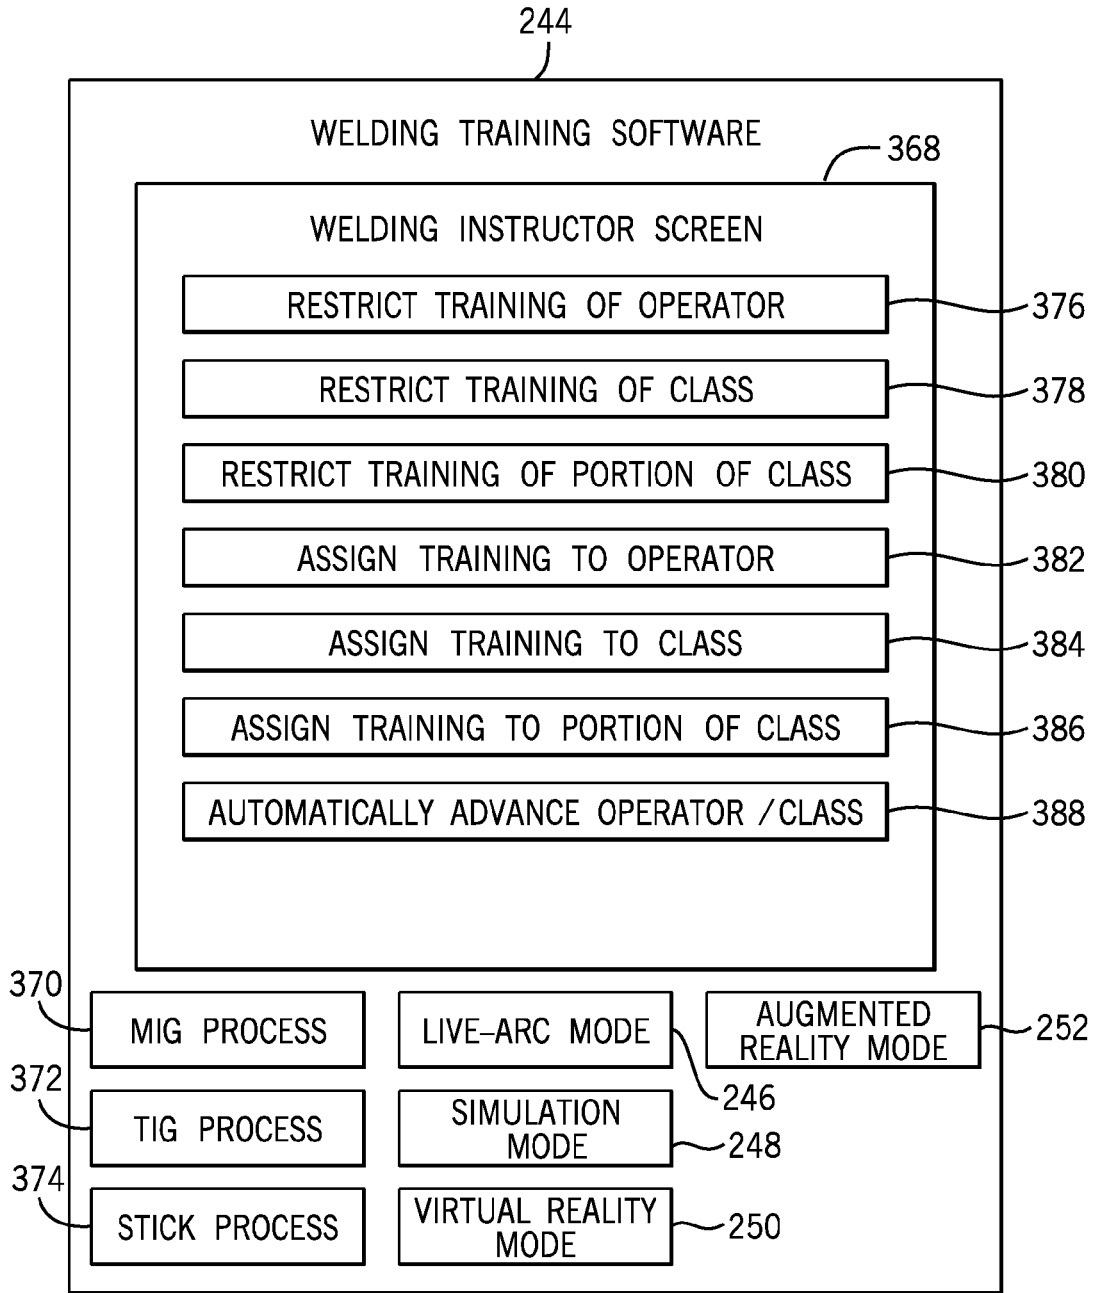 244
WELDING TRAINING SOFTWARE
368
WELDING INSTRUCTOR SCREEN
RESTRICT TRAINING OF OPERATOR
376
RESTRICT TRAINING OF CLASS
378
RESTRICT TRAINING OF PORTION OF CLASS
380
ASSIGN TRAINING TO OPERATOR
382
ASSIGN TRAINING TO CLASS
384
ASSIGN TRAINING TO PORTION OF CLASS
386
AUTOMATICALLY ADVANCE OPERATOR /CLASS
388
370
MIG PROCESS
LIVE–ARC MODE
AUGMENTED
REALITY MODE
252
372
TIG PROCESS
246
SIMULATION
MODE
248
374
STICK PROCESS
VIRTUAL REALITY
MODE
250